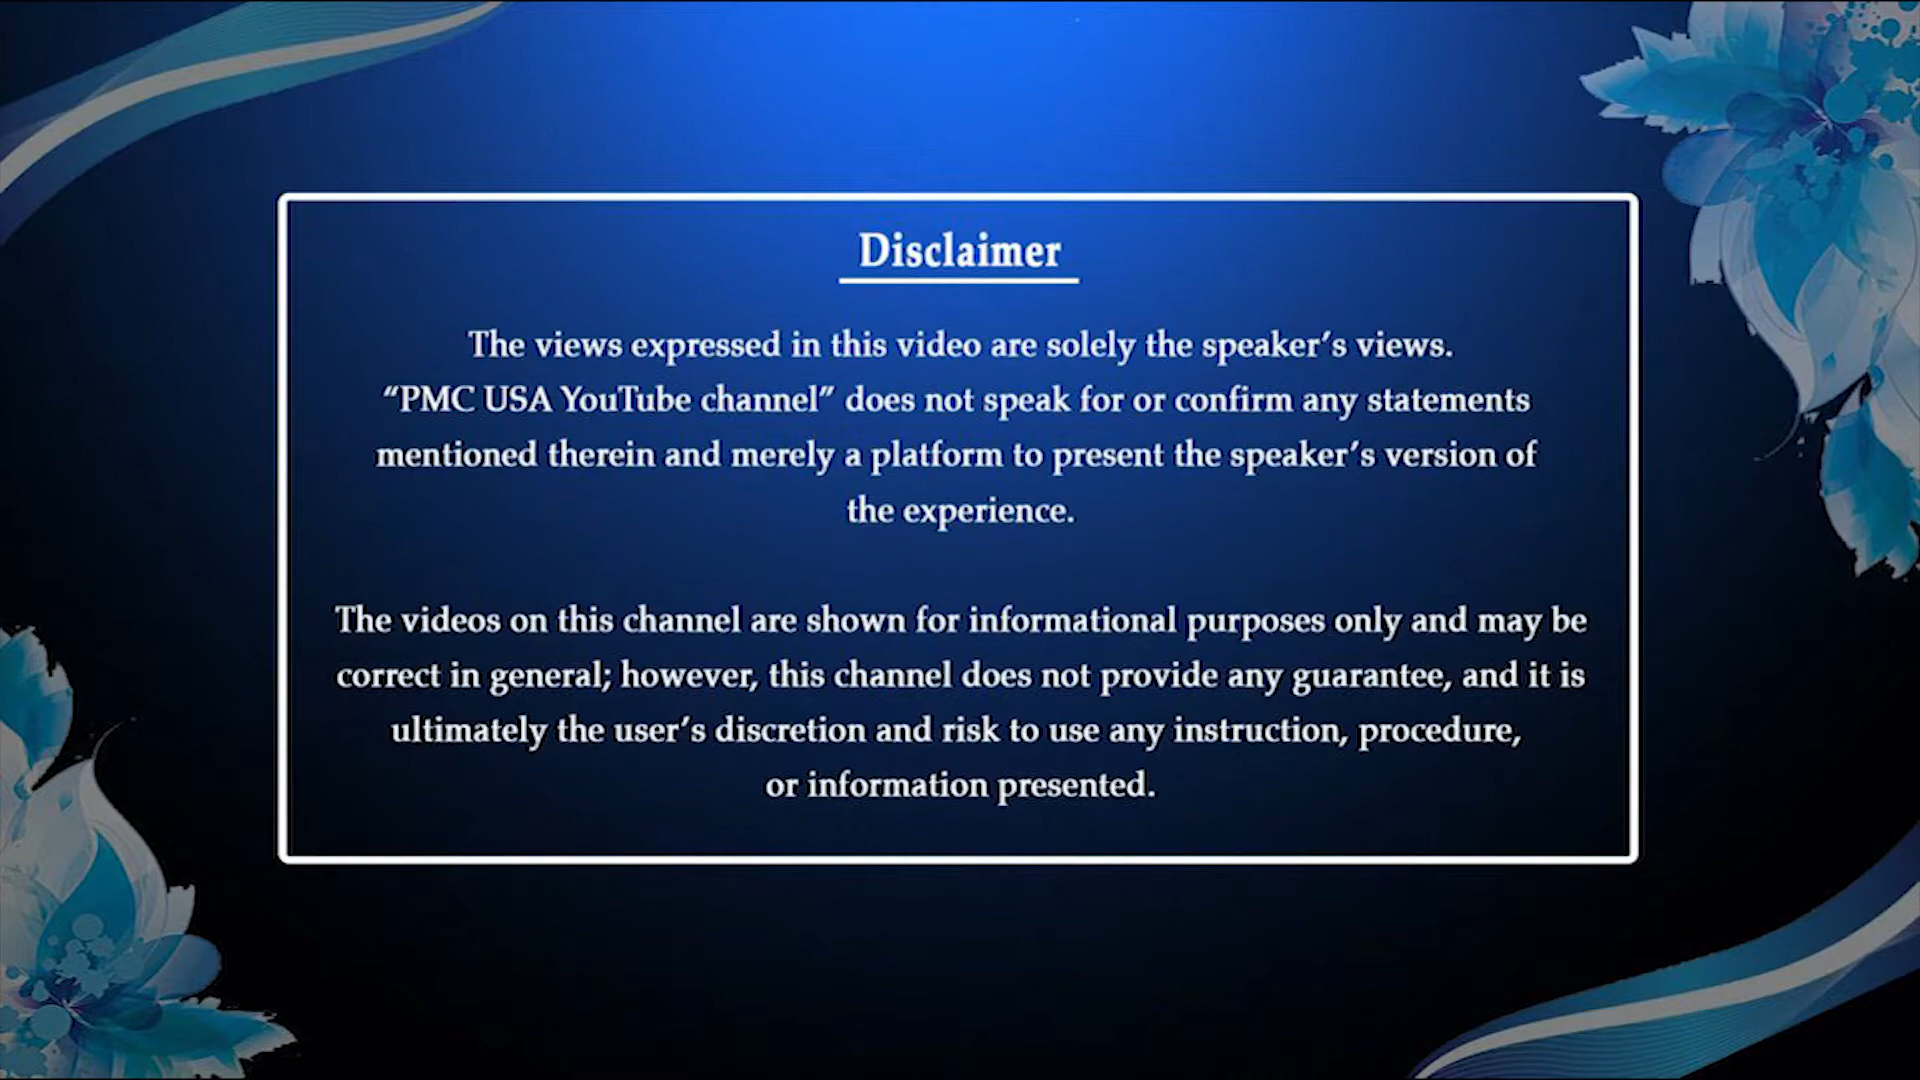 Disclaimer
The views expressed in this video are solely the speaker’s views.
“PMC USA YouTube channel” does not speak for or confirm any statements
mentioned therein and merely a platform to present the speaker’s version of
the experience.
The videos on this channel are shown for informational purposes only and may be
correct in general; however, this channel does not provide any guarantee, and it is
ultimately the user’s discretion and risk to use any instruction, procedure,
or information presented.